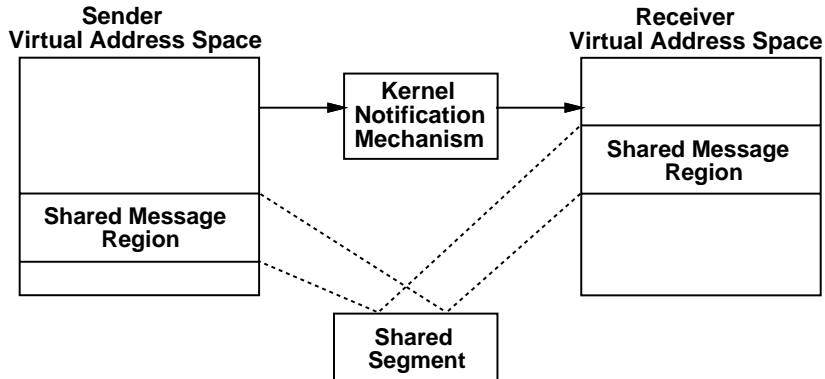 Sender
Virtual Address Space
Receiver
Virtual Address Space
Kernel
Notification
Mechanism
Shared Message
Region
Shared Message
Region
Shared
Segment